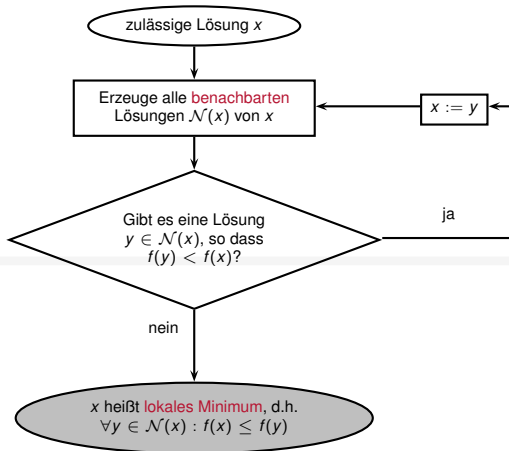 zulässige Lösung x
Erzeuge alle benachbarten
Lösungen 𝒩(x) von x
x := y
Gibt es eine Lösung
y ∈ 𝒩(x), so dass
f(y) < f(x)?
ja
nein
x heißt lokales Minimum, d.h.
∀y ∈ 𝒩(x) : f(x) ≤ f(y)